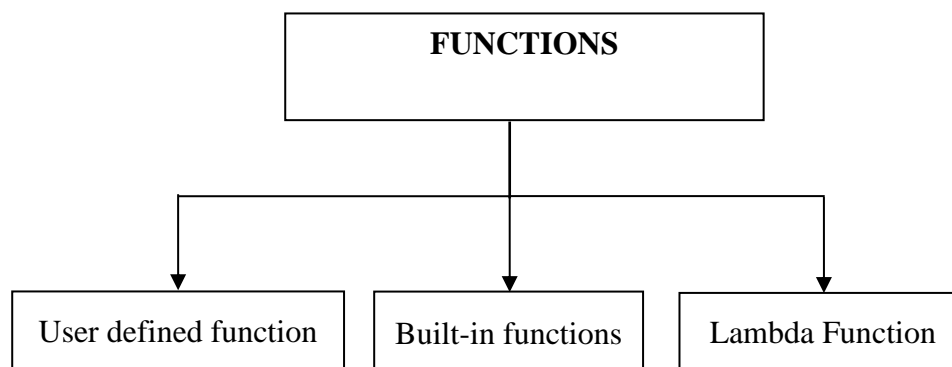 FUNCTIONS
User defined function
Built-in functions
Lambda Function